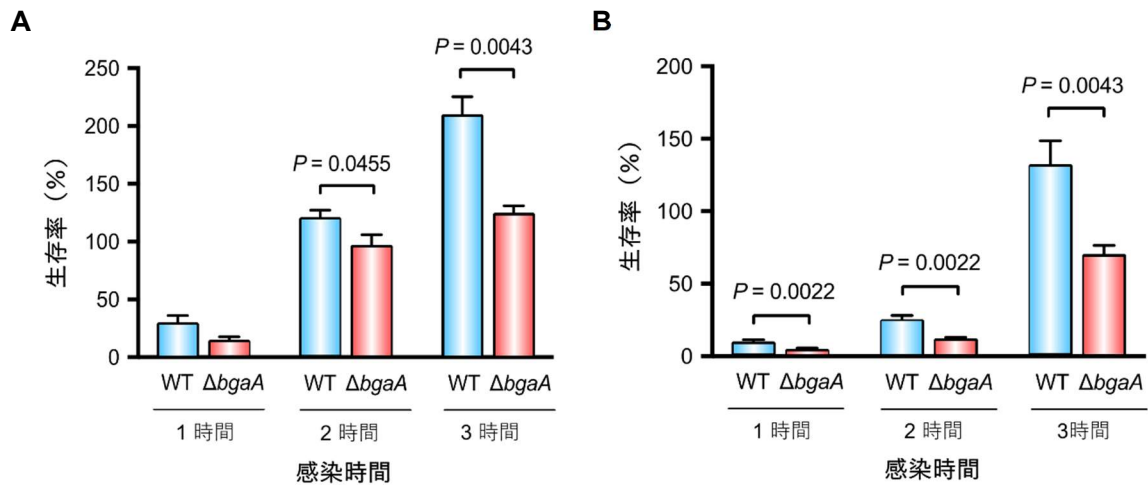 A
生存率（%）
250
200
150
100
50
0
P = 0.0455
P = 0.0043
WT ΔbgaA WT ΔbgaA WT ΔbgaA
1 時間 2 時間 3 時間
感染時間
B
生存率（%）
200
150
100
50
0
P = 0.0022
P = 0.0022
P = 0.0043
WT ΔbgaA WT ΔbgaA WT ΔbgaA
1 時間 2 時間 3時間
感染時間